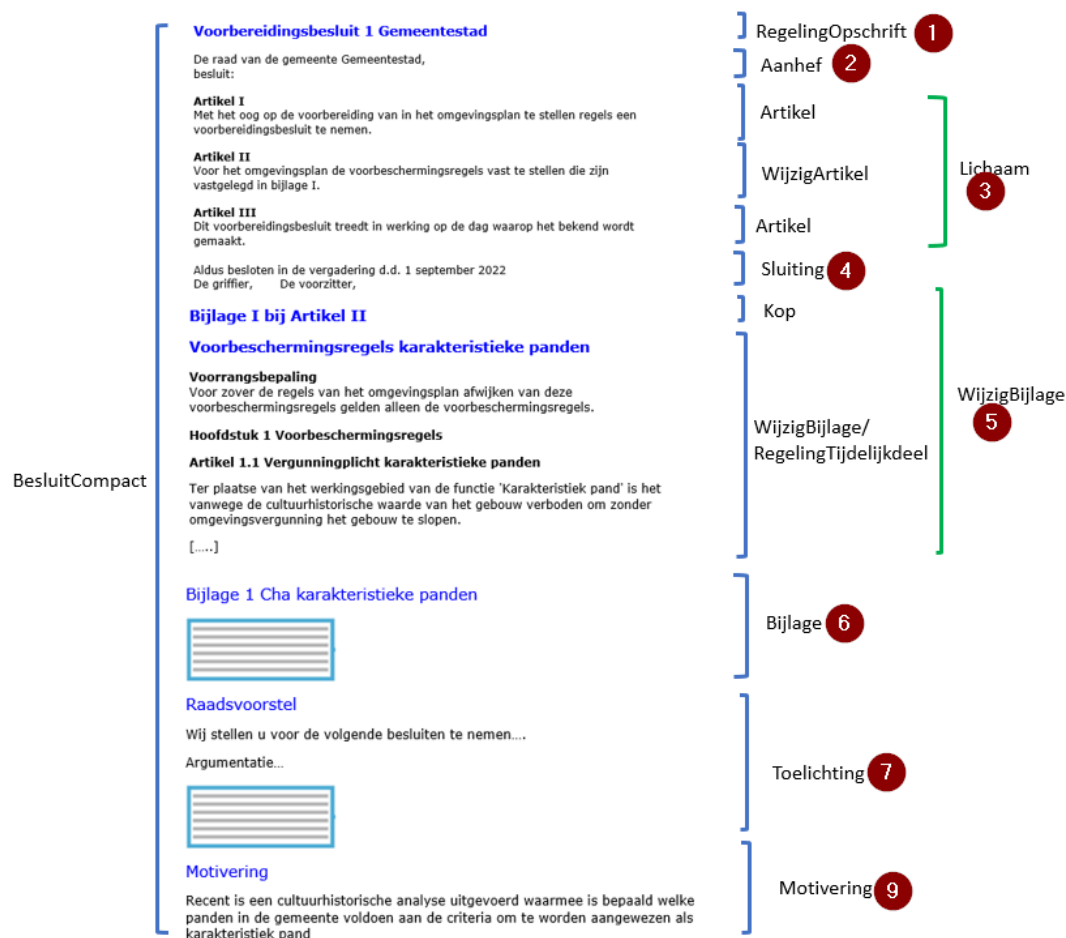 Voorbereidingsbesluit 1 Gemeentestad
RegelingOpschrift 1
De raad van de gemeente Gemeentestad,
besluit:
Aanhef 2
Artikel I
Met het oog op de voorbereiding van in het omgevingsplan te stellen regels een
voorbereidingsbesluit te nemen.
Artikel
Artikel II
Voor het omgevingsplan de voorbeschermingsregels vast te stellen die zijn
vastgelegd in bijlage I.
WijzigArtikel
Lichaam
3
Artikel III
Dit voorbereidingsbesluit treedt in werking op de dag waarop het bekend wordt
gemaakt.
Artikel
Aldus besloten in de vergadering d.d. 1 september 2022
De griffier, De voorzitter,
Sluiting 4
Bijlage I bij Artikel II
Kop
Voorbeschermingsregels karakteristieke panden
Voorrangsbepaling
Voor zover de regels van het omgevingsplan afwijken van deze
voorbeschermingsregels gelden alleen de voorbeschermingsregels.
Hoofdstuk 1 Voorbeschermingsregels
Artikel 1.1 Vergunningplicht karakteristieke panden
Ter plaatse van het werkingsgebied van de functie 'Karakteristiek pand' is het
vanwege de cultuurhistorische waarde van het gebouw verboden om zonder
omgevingsvergunning het gebouw te slopen.
[.....]
WijzigBijlage/
RegelingTijdelijkdeel
WijzigBijlage
5
BesluitCompact
Bijlage 1 Cha karakteristieke panden
Bijlage 6
Raadsvoorstel
Wij stellen u voor de volgende besluiten te nemen....
Argumentatie...
Toelichting 7
Motivering
Recent is een cultuurhistorische analyse uitgevoerd waarmee is bepaald welke
panden in de gemeente voldoen aan de criteria om te worden aangewezen als
karakteristiek pand
Motivering 9